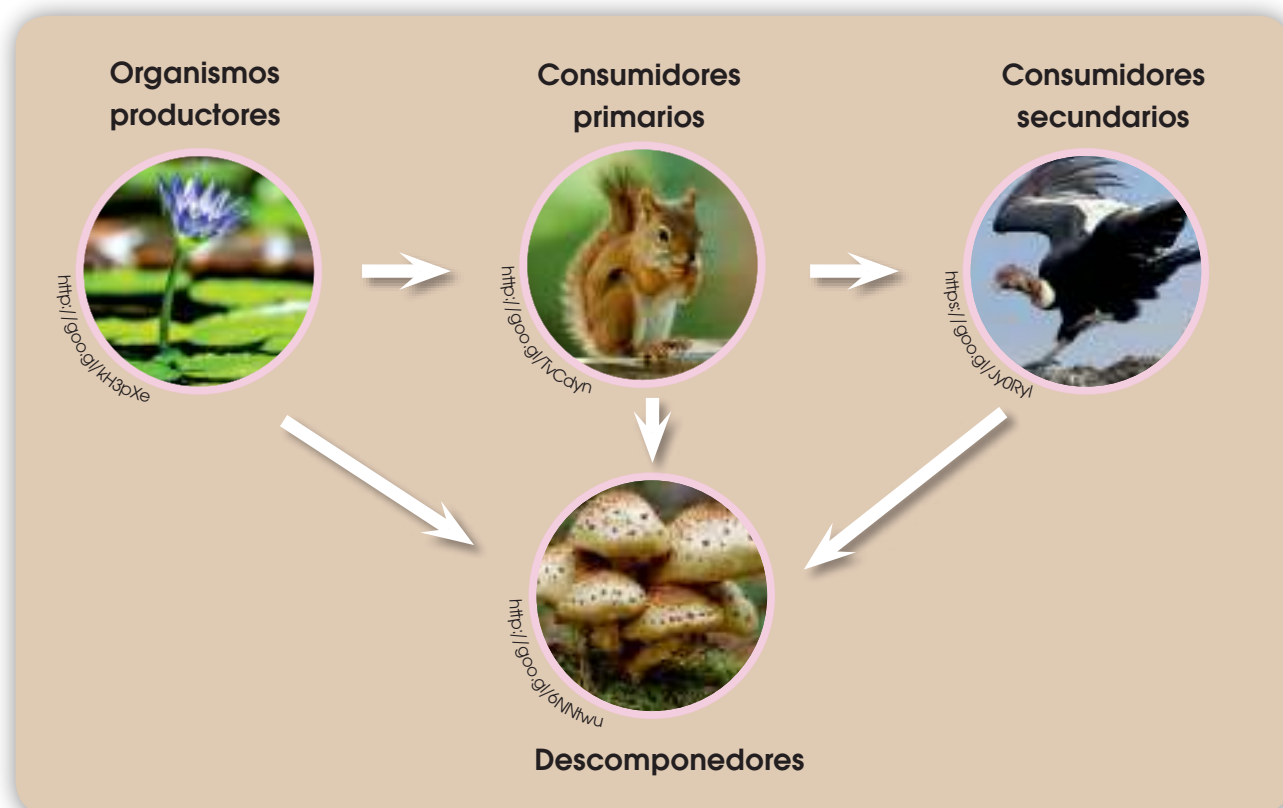 Organismos
productores
Consumidores
primarios
Consumidores
secundarios
http://goo.gl/kH3pXe
http://goo.gl/TvCdyn
https://goo.gl/Jy0RyI
http://goo.gl/6NNtwu
Descomponedores